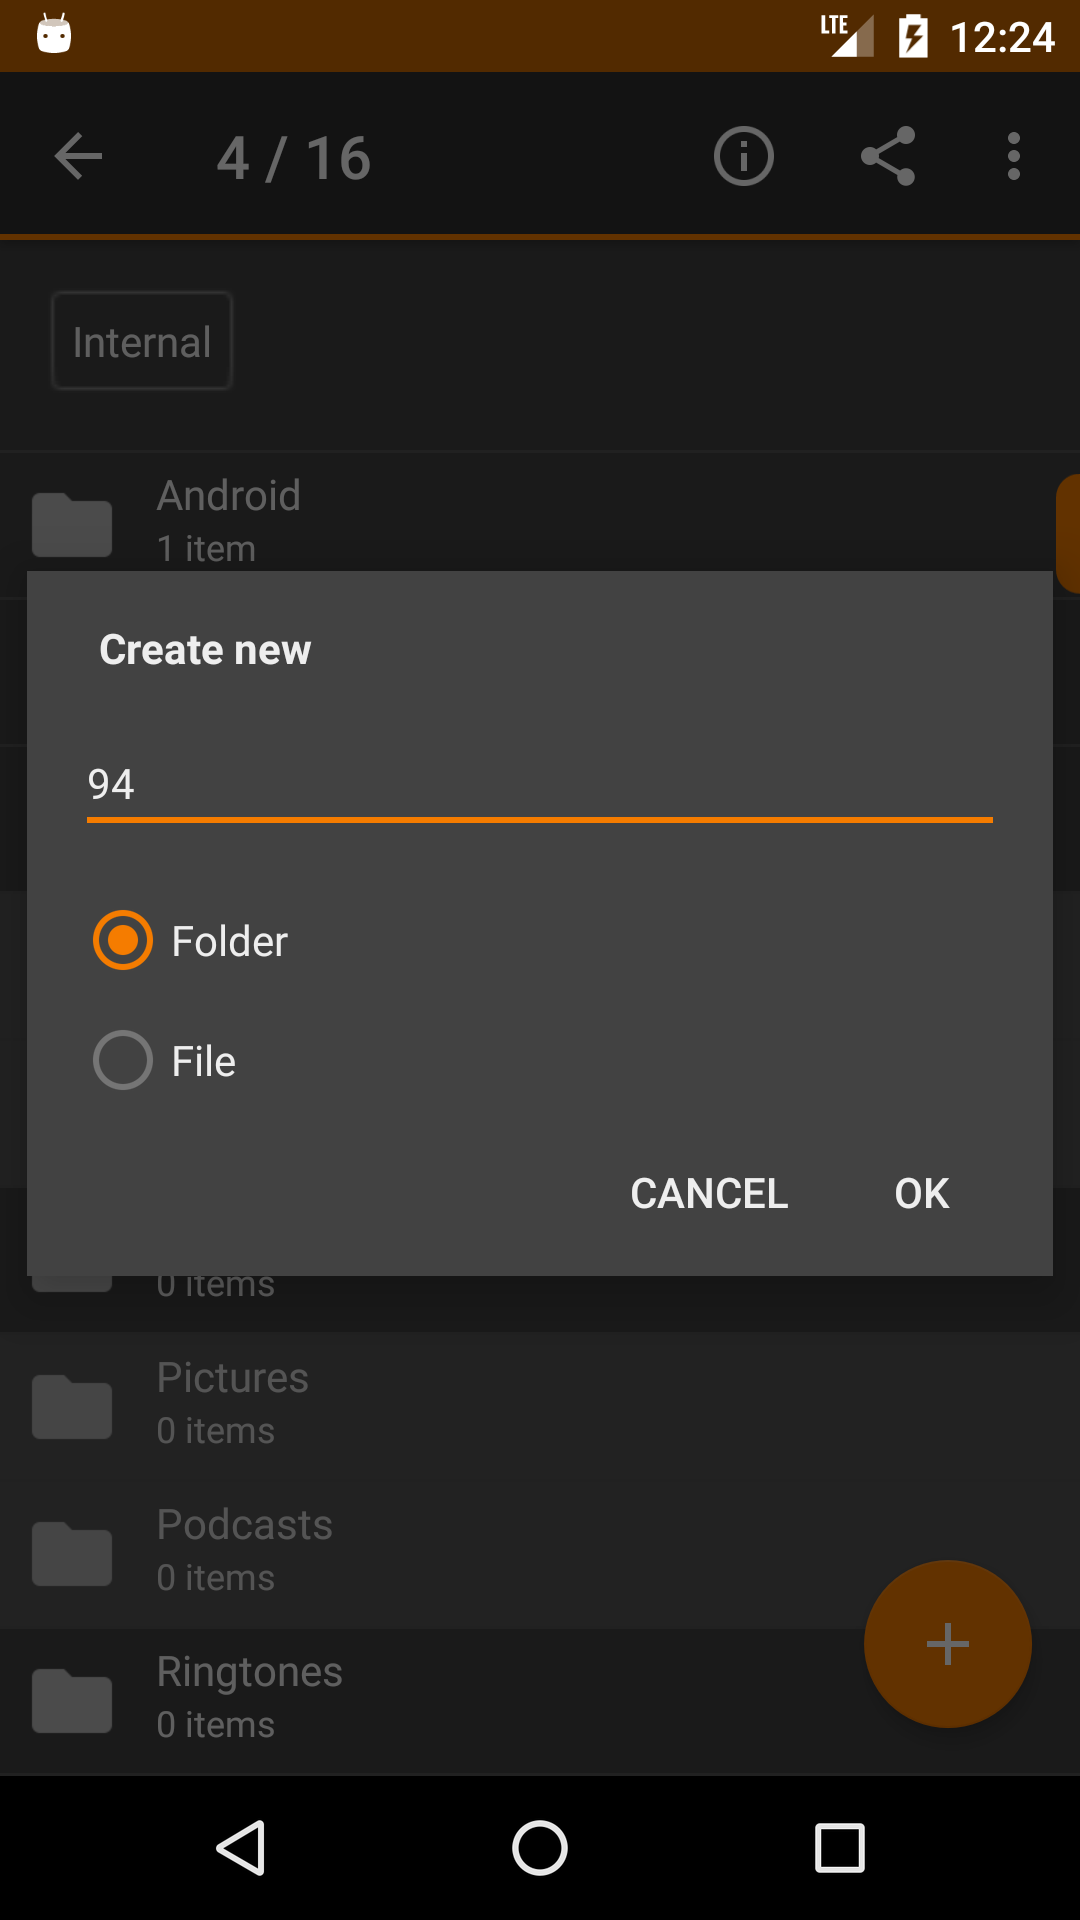 LTE 12:24
4 / 16
Internal
Android
1 item
Create new
94
Folder
File
CANCEL OK
0 items
Pictures
0 items
Podcasts
0 items
Ringtones
0 items